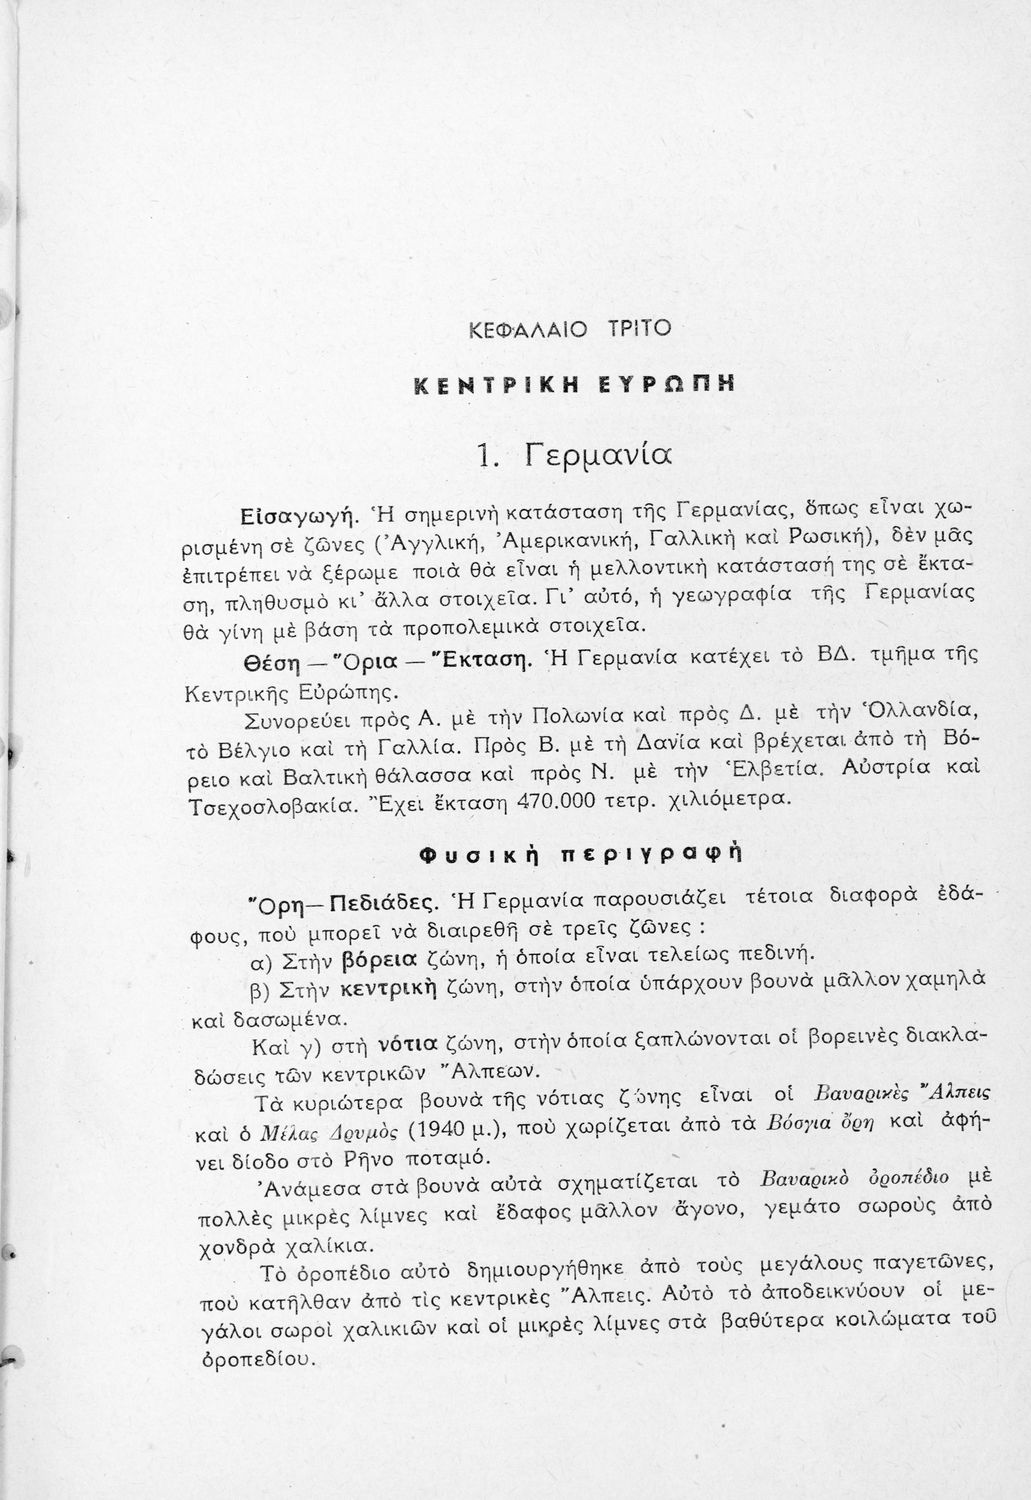 ΚΕΦΑΛΑΙΟ ΤΡΙΤΟ
ΚΕΝΤΡΙΚΗ ΕΥΡΩΠΗ
1. Γερμανία
Εἰσαγωγή. Ἡ σημερινὴ κατάσταση τῆς Γερμανίας, ὅπως εἶναι χω-
ρισμένη σὲ ζῶνες (Ἀγγλική, Ἀμερικανική, Γαλλικὴ καὶ Ρωσική), δὲν μᾶς
ἐπιτρέπει νὰ ξέρωμε ποιὰ θὰ εἶναι ἡ μελλοντικὴ κατάστασή της σὲ ἔκτα-
ση, πληθυσμὸ κι᾽ ἄλλα στοιχεῖα. Γι᾽ αὐτό, ἡ γεωγραφία τῆς Γερμανίας
θὰ γίνη μὲ βάση τὰ προπολεμικὰ στοιχεῖα.
Θέση — Ὅρια — Ἔκταση. Ἡ Γερμανία κατέχει τὸ ΒΔ. τμῆμα τῆς
Κεντρικῆς Εὐρώπης.
Συνορεύει πρὸς Α. μὲ τὴν Πολωνία καὶ πρὸς Δ. μὲ τὴν Ὁλλανδία,
τὸ Βέλγιο καὶ τὴ Γαλλία. Πρὸς Β. μὲ τὴ Δανία καὶ βρέχεται ἀπὸ τὴ Βό-
ρειο καὶ Βαλτικὴ θάλασσα καὶ πρὸς Ν. μὲ τὴν Ἑλβετία. Αὐστρία καὶ
Τσεχοσλοβακία. Ἔχει ἔκταση 470.000 τετρ. χιλιόμετρα.
Φυσικὴ περιγραφὴ
Ὄρη— Πεδιάδες. Ἡ Γερμανία παρουσιάζει τέτοια διαφορὰ ἐδά-
φους, ποὺ μπορεῖ νὰ διαιρεθῆ σὲ τρεῖς ζῶνες :
α) Στὴν βόρεια ζώνη, ἡ ὁποία εἶναι τελείως πεδινή.
β) Στὴν κεντρικὴ ζώνη, στὴν ὁποία ὑπάρχουν βουνὰ μᾶλλον χαμηλὰ
καὶ δασωμένα.
Καὶ γ) στὴ νότια ζώνη, στὴν ὁποία ξαπλώνονται οἱ βορεινὲς διακλα-
δώσεις τῶν κεντρικῶν Ἄλπεων.
Τὰ κυριώτερα βουνὰ τῆς νότιας ζώνης εἶναι οἱ Βαυαρικὲς Ἄλπεις
καὶ ὁ Μέλας Δρυμὸς (1940 μ.), ποὺ χωρίζεται ἀπὸ τὰ Βόσγια ὄρη καὶ ἀφή-
νει δίοδο στὸ Ρῆνο ποταμό.
Ἀνάμεσα στὰ βουνὰ αὐτὰ σχηματίζεται τὸ Βαυαρικὸ ὀροπέδιο μὲ
πολλὲς μικρὲς λίμνες καὶ ἔδαφος μᾶλλον ἄγονο, γεμάτο σωροὺς ἀπὸ
χονδρὰ χαλίκια.
Τὸ ὀροπέδιο αὐτὸ δημιουργήθηκε ἀπὸ τοὺς μεγάλους παγετῶνες,
ποὺ κατῆλθαν ἀπὸ τὶς κεντρικὲς Ἄλπεις. Αὐτὸ τὸ ἀποδεικνύουν οἱ με-
γάλοι σωροὶ χαλικιῶν καὶ οἱ μικρὲς λίμνες στὰ βαθύτερα κοιλώματα τοῦ
ὀροπεδίου.